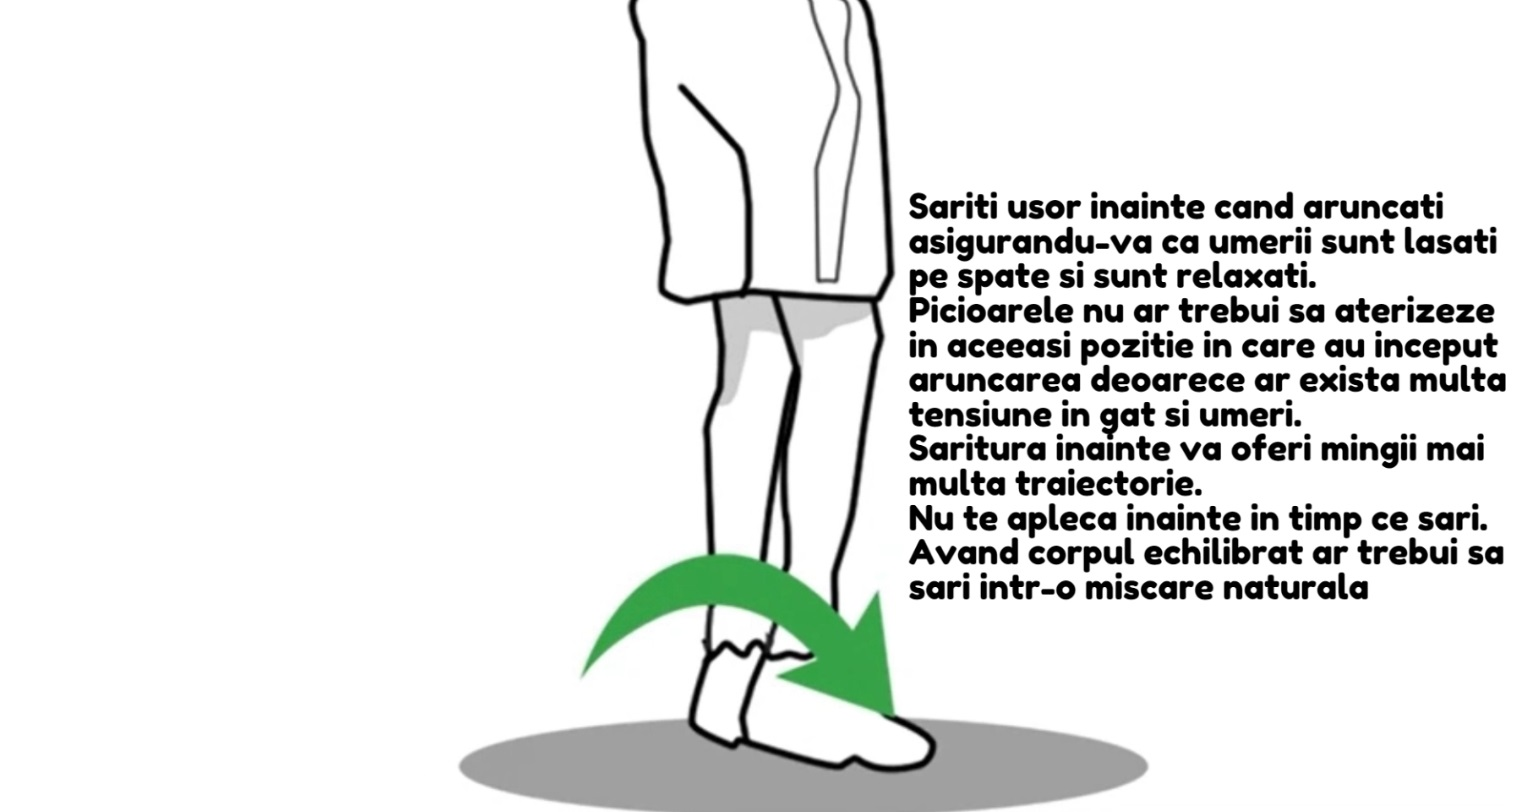 Sariti usor inainte cand aruncati
asigurandu-va ca umerii sunt lasati
pe spate si sunt relaxati.
Picioarele nu ar trebui sa aterizeze
in aceeasi pozitie in care au inceput
aruncarea deoarece ar exista multa
tensiune in gat si umeri.
Saritura inainte va oferi mingii mai
multa traiectorie.
Nu te apleca inainte in timp ce sari.
Avand corpul echilibrat ar trebui sa
sari intr-o miscare naturala